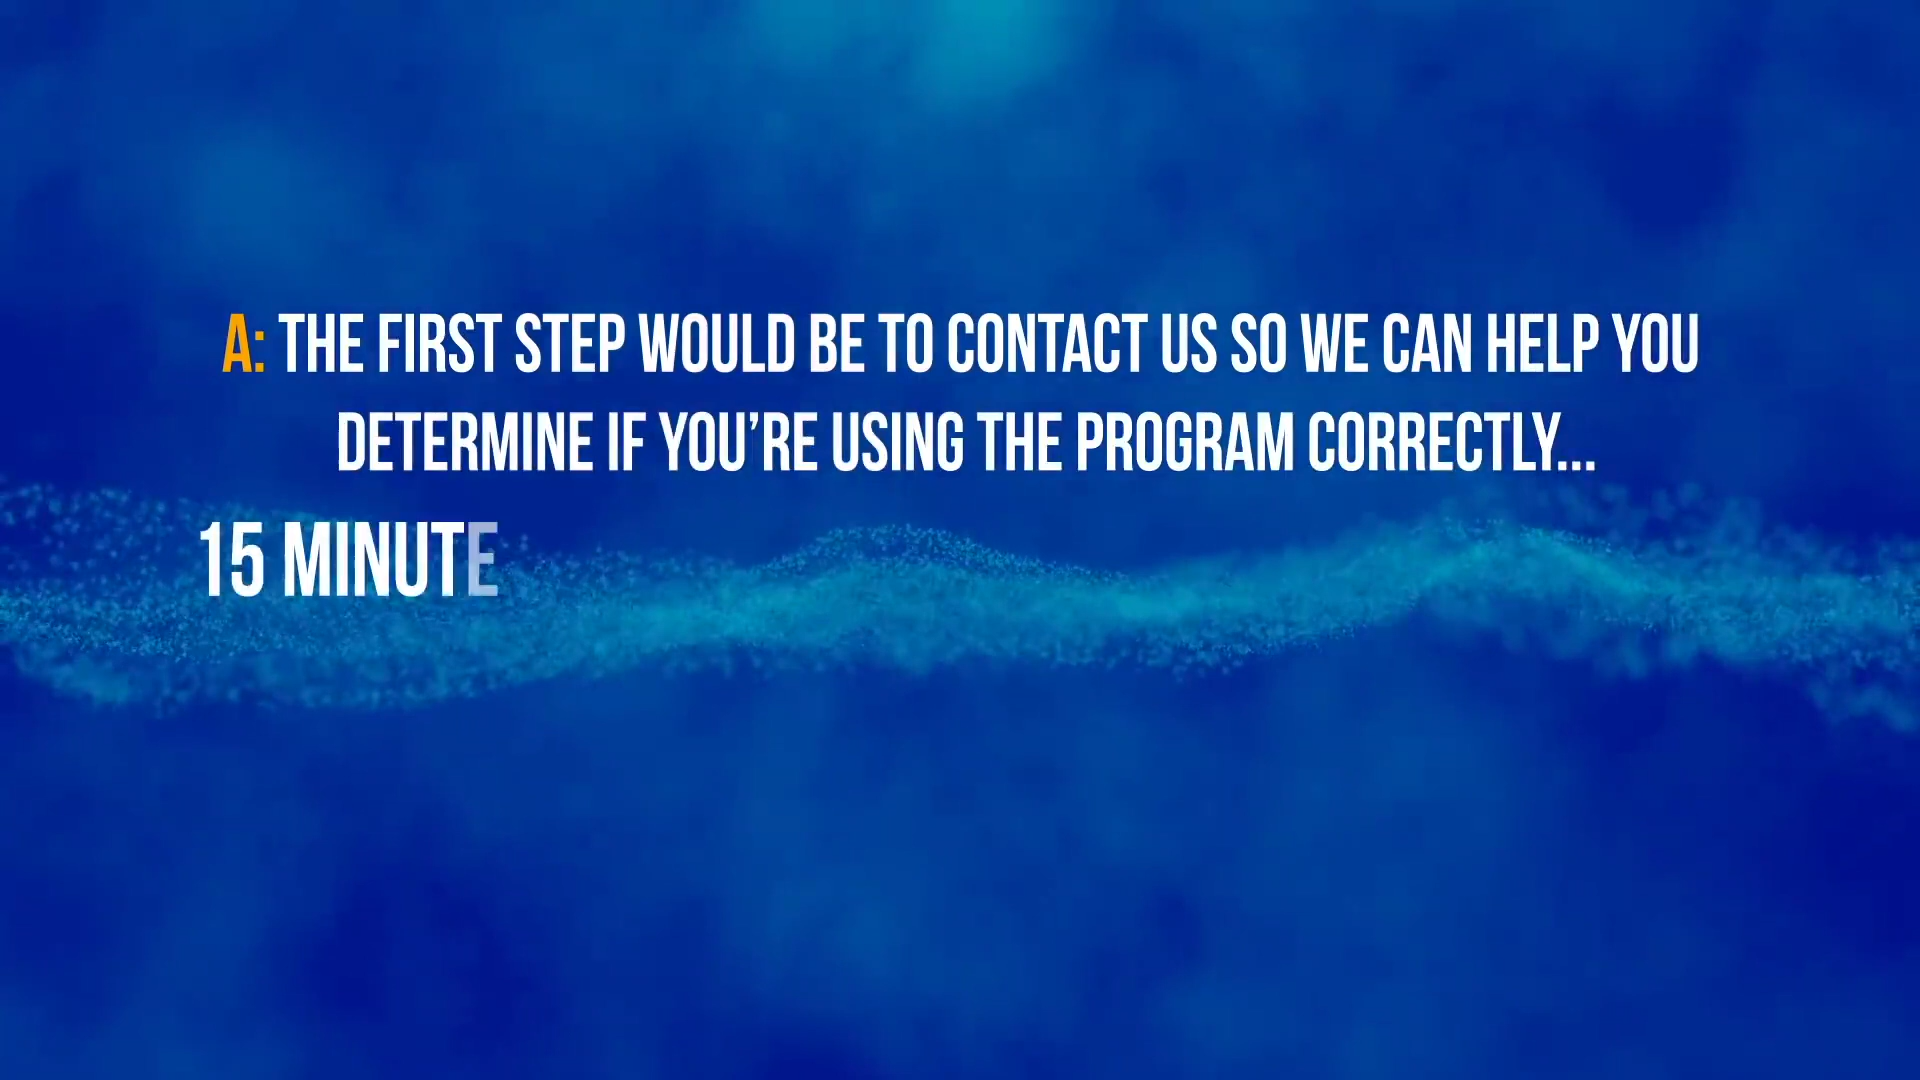 A: THE FIRST STEP WOULD BE TO CONTACT US SO WE CAN HELP YOU
DETERMINE IF YOU’RE USING THE PROGRAM CORRECTLY...
15 MINUTE